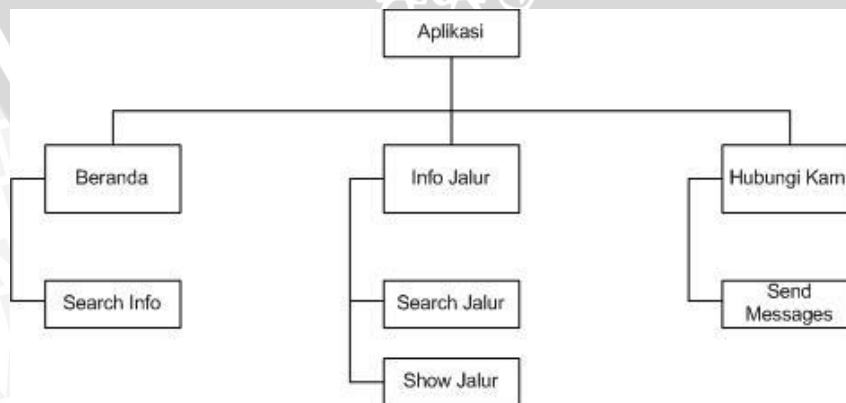 Aplikasi
Beranda
Info Jalur
Hubungi Kam
Search Info
Search Jalur
Send
Messages
Show Jalur